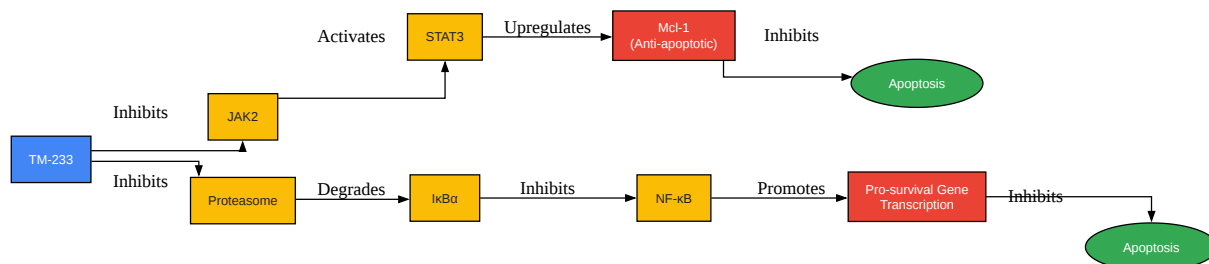 Activates
STAT3
Upregulates
Mcl-1
(Anti-apoptotic)
Inhibits
Apoptosis
Inhibits
JAK2
TM-233
Inhibits
Proteasome
Degrades
IκBα
Inhibits
NF-κB
Promotes
Pro-survival Gene
Transcription
Inhibits
Apoptosis